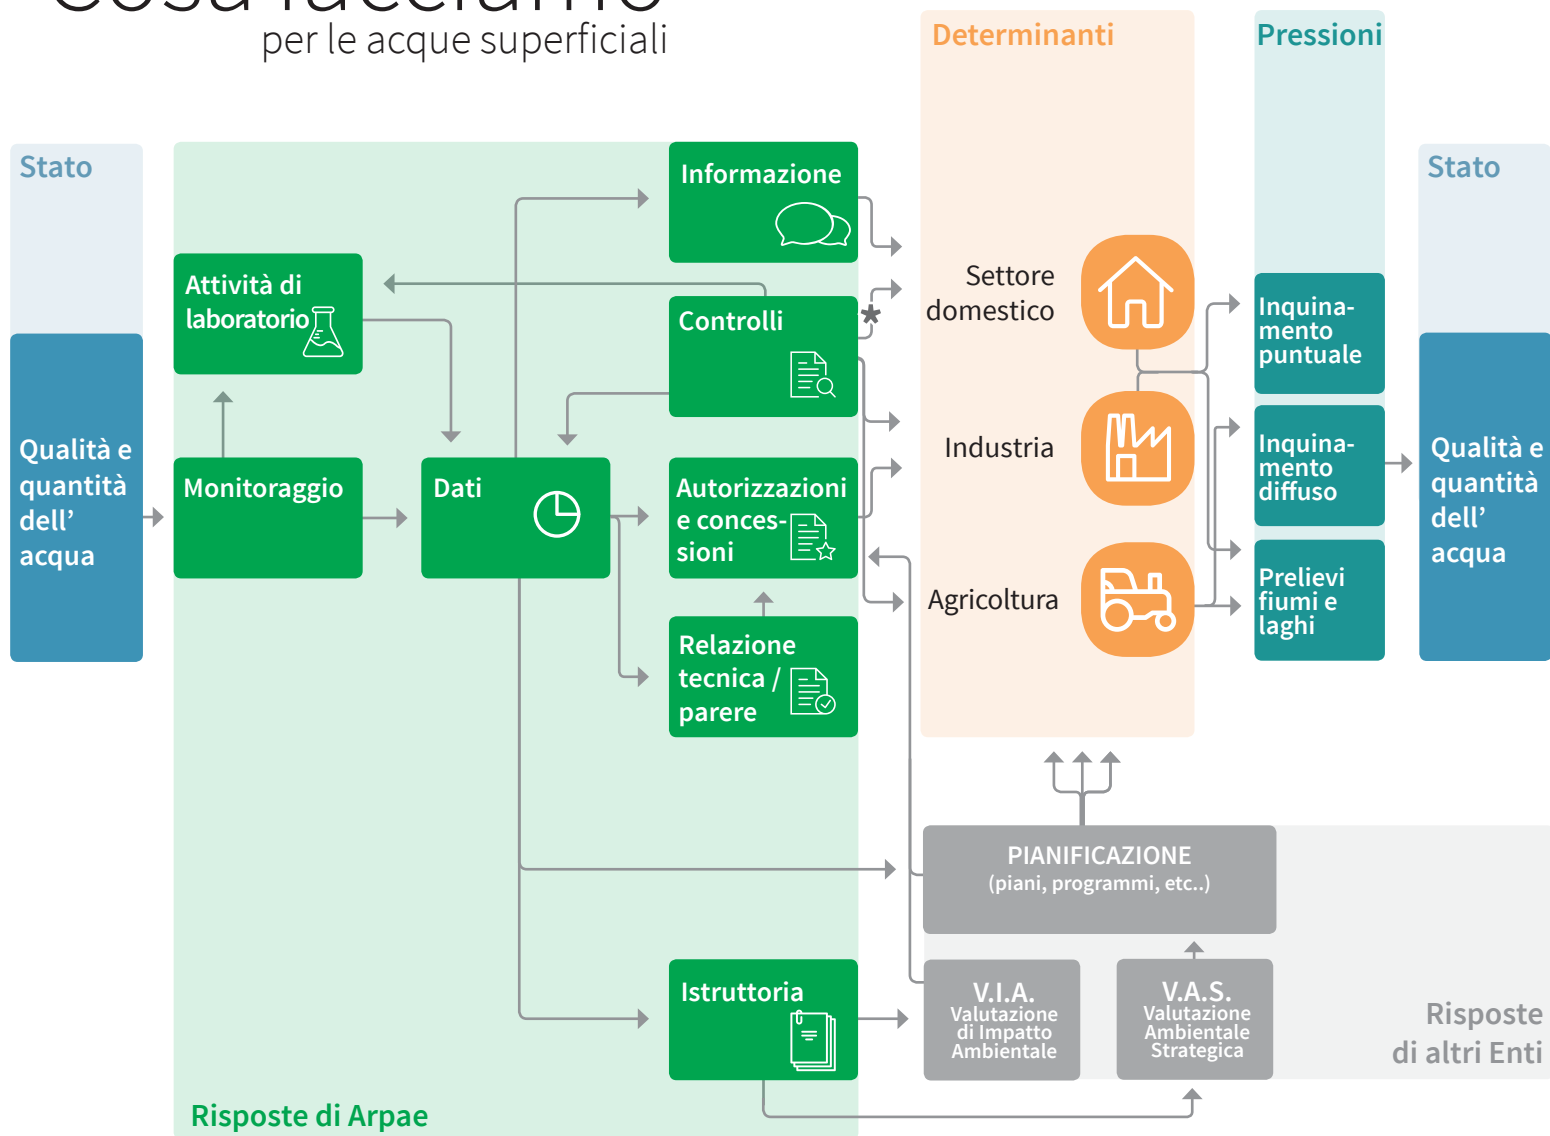 Cosa facciamo
per le acque superficiali
Determinanti
Pressioni
Stato
Stato
Informazione
Attività di
laboratorio
Controlli
*
Settore
domestico
Inquina-
mento
puntuale
Qualità e
quantità
dell’
acqua
Monitoraggio
Dati
Autorizzazioni
e conces-
sioni
Industria
Inquina-
mento
diffuso
Qualità e
quantità
dell’
acqua
Relazione
tecnica /
parere
Agricoltura
Prelievi
fiumi e
laghi
PIANIFICAZIONE
(piani, programmi, etc..)
Istruttoria
V.I.A.
Valutazione
di Impatto
Ambientale
V.A.S.
Valutazione
Ambientale
Strategica
Risposte
di altri Enti
Risposte di Arpae